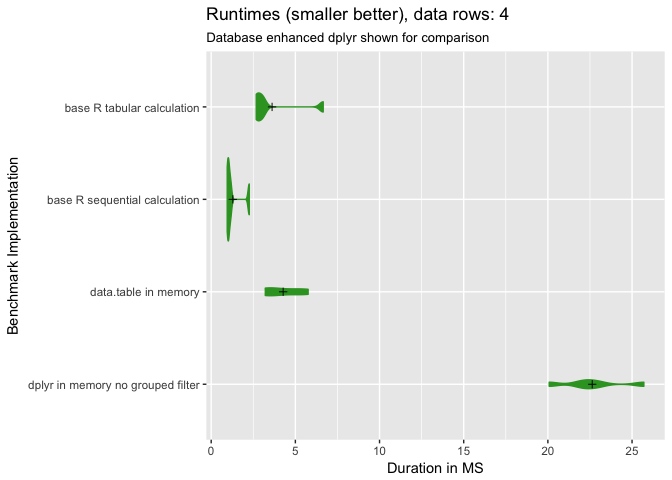 Runtimes (smaller better), data rows: 4
Database enhanced dplyr shown for comparison
Benchmark Implementation
base R tabular calculation
base R sequential calculation
data.table in memory
dplyr in memory no grouped filter
0 5 10 15 20 25
Duration in MS